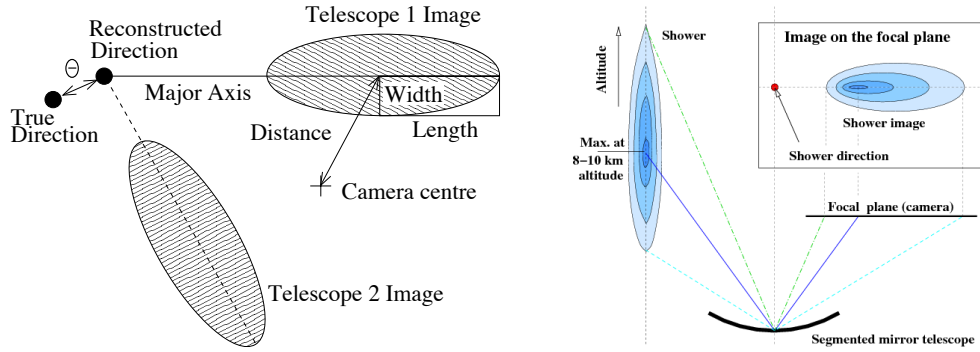 Reconstructed
Direction
Θ
True
Direction
Major Axis
Telescope 1 Image
Width
Length
Distance
Camera centre
Telescope 2 Image
Altitude
Shower
Max. at
8−10 km
altitude
Image on the focal plane
Shower image
Shower direction
Focal plane (camera)
Segmented mirror telescope